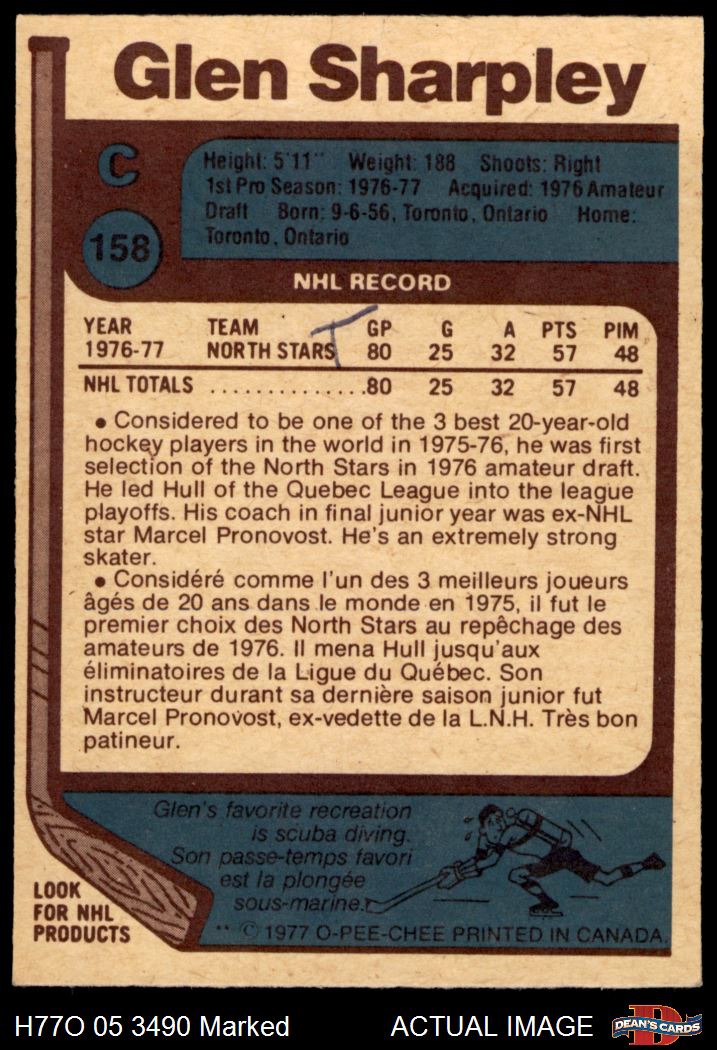 Glen Sharpley
C
158
Height: 5'11" Weight: 188 Shoots: Right
1st Pro Season: 1976-77 Acquired: 1976 Amateur
Draft Born: 9-6-56, Toronto, Ontario Home:
Toronto, Ontario
NHL RECORD
YEAR TEAM GP G A PTS PIM
1976-77 NORTH STARS 80 25 32 57 48
NHL TOTALS ..............80 25 32 57 48
• Considered to be one of the 3 best 20-year-old
hockey players in the world in 1975-76, he was first
selection of the North Stars in 1976 amateur draft.
He led Hull of the Quebec League into the league
playoffs. His coach in final junior year was ex-NHL
star Marcel Pronovost. He's an extremely strong
skater.
• Considéré comme l'un des 3 meilleurs joueurs
âgés de 20 ans dans le monde en 1975, il fut le
premier choix des North Stars au repêchage des
amateurs de 1976. Il mena Hull jusqu'aux
éliminatoires de la Ligue du Québec. Son
instructeur durant sa dernière saison junior fut
Marcel Pronovost, ex-vedette de la L.N.H. Très bon
patineur.
Glen's favorite recreation
is scuba diving.
Son passe-temps favori
est la plongée
sous-marine.
LOOK
FOR NHL
PRODUCTS
** © 1977 O-PEE-CHEE PRINTED IN CANADA.
H77O 05 3490 Marked ACTUAL IMAGE D DEAN'S CARDS